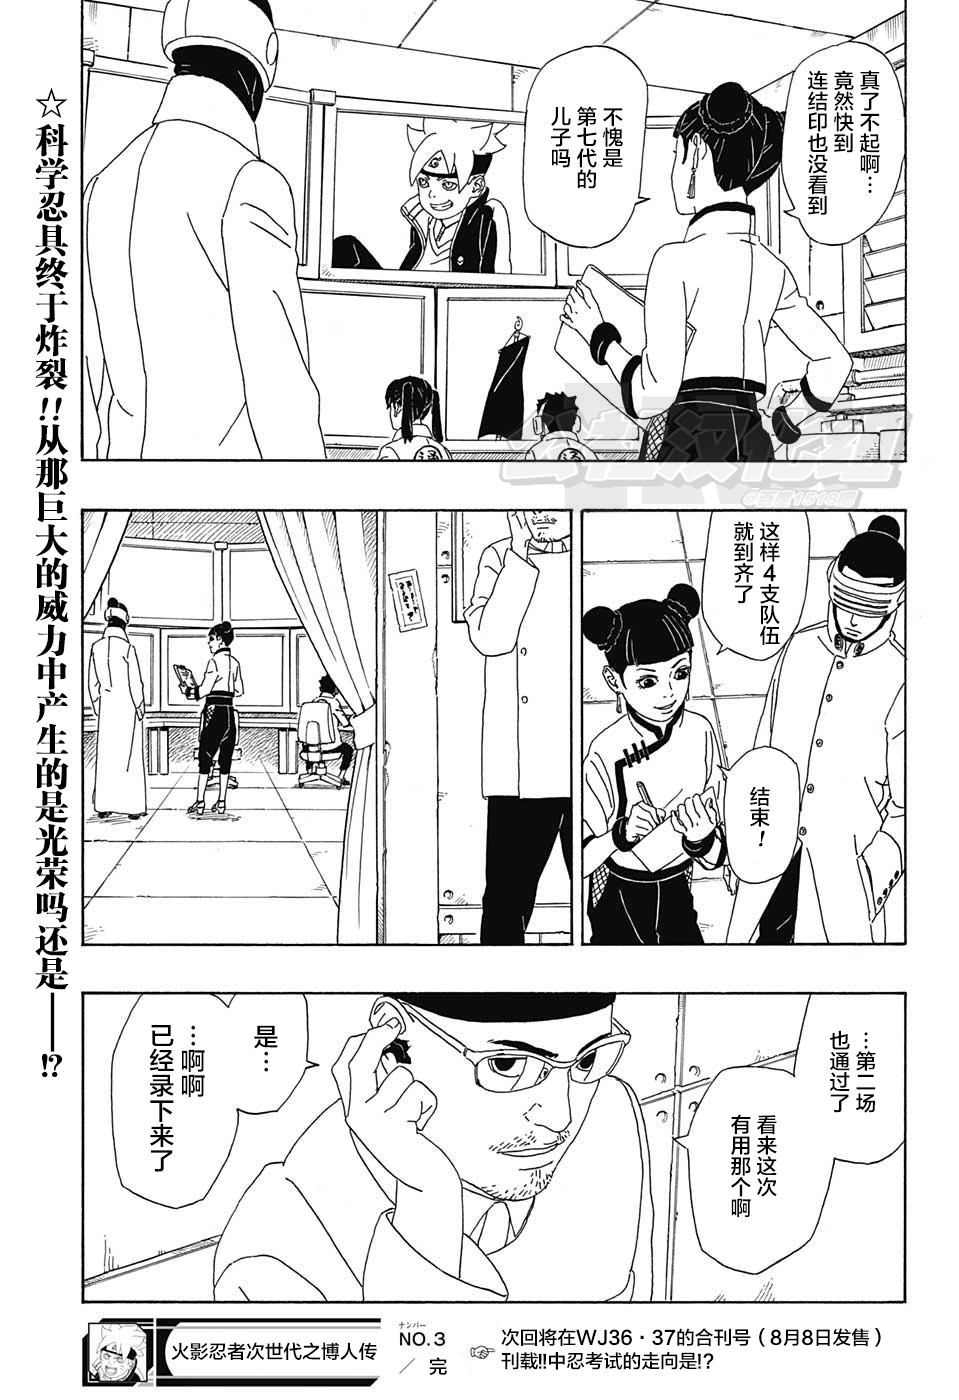 真了不起啊…
竟然快到
连结印也没看到
不愧是
第七代的
儿子吗
这样4支队伍
就到齐了
结束！
…第二场
也通过了
看来这次
有用那个啊
是…
…啊啊
已经录下来了
☆科学忍具终于炸裂!!从那巨大的威力中产生的是光荣吗还是——!?
火影忍者次世代之博人传
ナンバー
NO.3
／完
☞次回将在WJ36・37的合刊号（8月8日发售）
刊载!!中忍考试的走向是!?